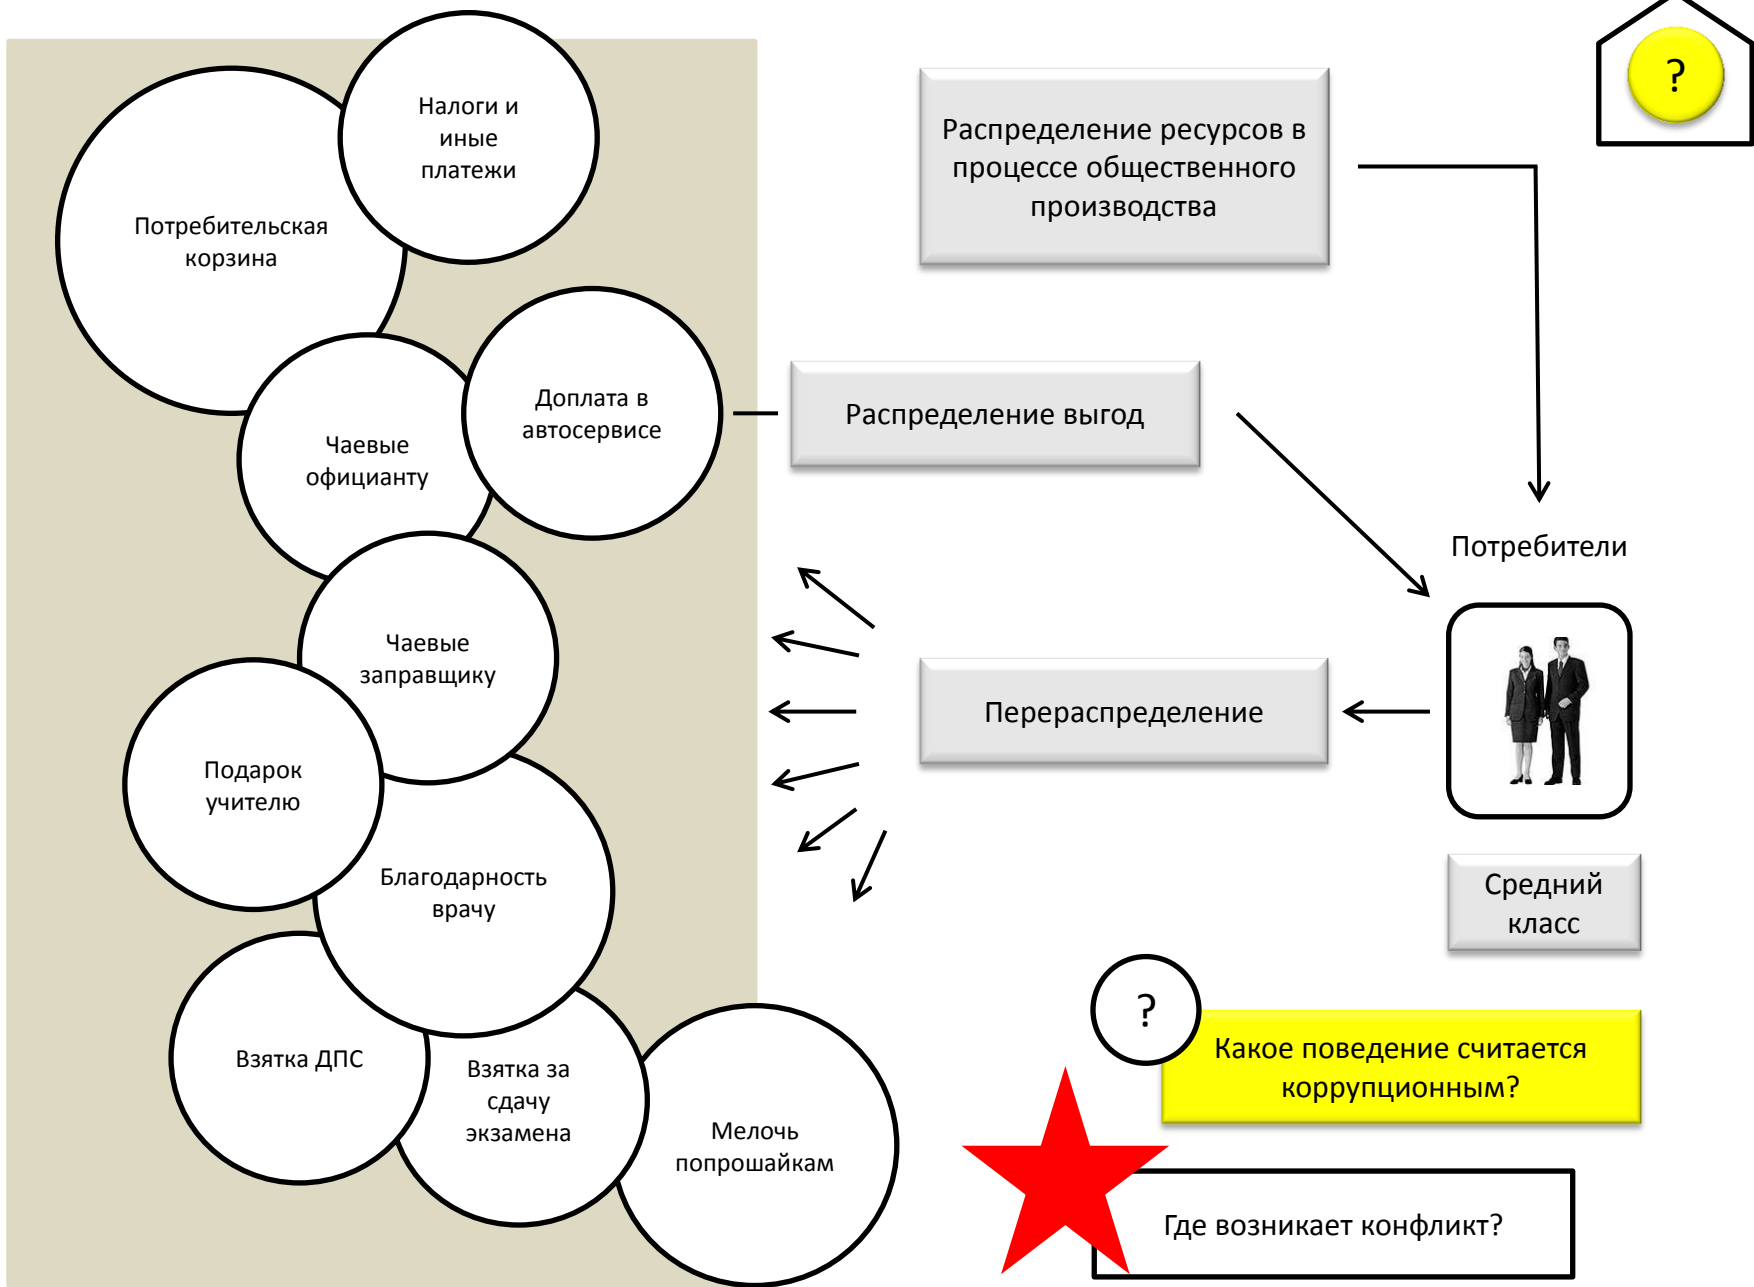 ?
Налоги и
иные
платежи
Распределение ресурсов в
процессе общественного
производства
Потребительская
корзина
Доплата в
автосервисе
Распределение выгод
Чаевые
официанту
Потребители
Чаевые
заправщику
Перераспределение
Подарок
учителю
Благодарность
врачу
Средний
класс
?
Какое поведение считается
коррупционным?
Взятка ДПС
Взятка за
сдачу
экзамена
Мелочь
попрошайкам
Где возникает конфликт?